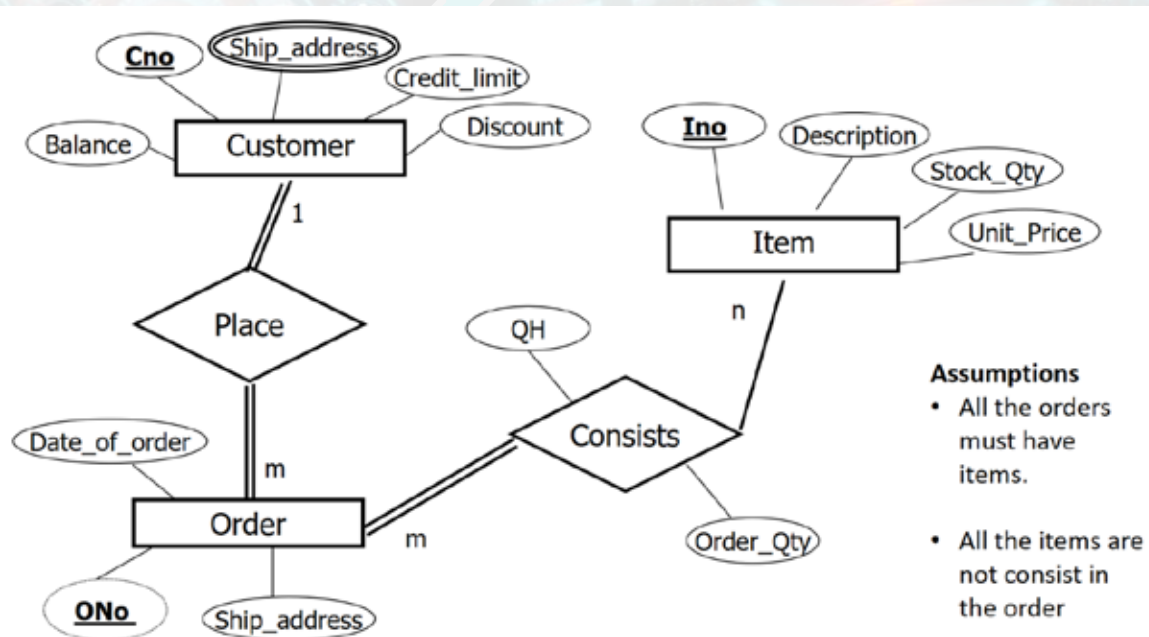 Cno
Ship_address
Credit_limit
Balance
Customer
Discount
1
Place
m
Date_of_order
Order
ONo
Ship_address
m
QH
Consists
Order_Qty
n
Ino
Description
Stock_Qty
Item
Unit_Price
Assumptions
• All the orders
must have
items.
• All the items are
not consist in
the order